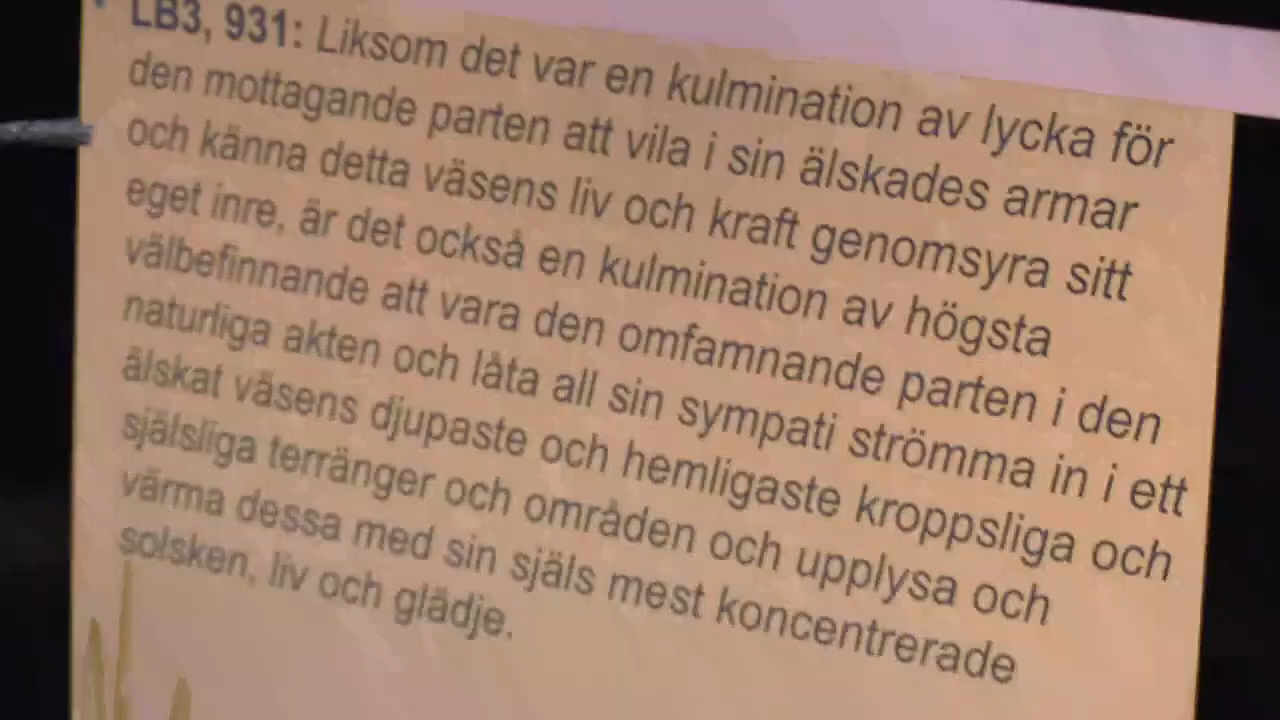 LB3, 931: Liksom det var en kulmination av lycka för
den mottagande parten att vila i sin älskades armar
och känna detta väsens liv och kraft genomsyra sitt
eget inre, är det också en kulmination av högsta
välbefinnande att vara den omfamnande parten i den
naturliga akten och låta all sin sympati strömma in i ett
älskat väsens djupaste och hemligaste kroppsliga och
själsliga terränger och områden och upplysa och
värma dessa med sin själs mest koncentrerade
solsken, liv och glädje.